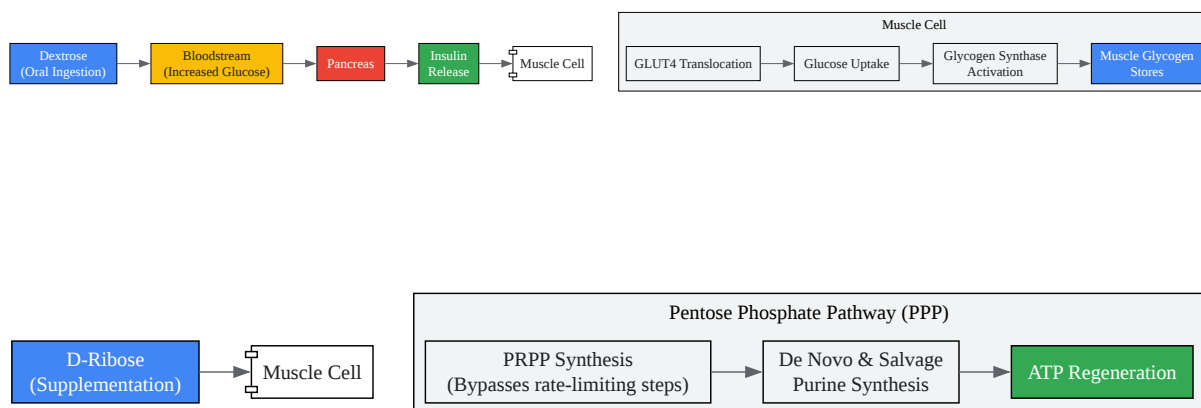 Muscle Cell
Dextrose
(Oral Ingestion)
Bloodstream
(Increased Glucose)
Pancreas
Insulin
Release
Muscle Cell
GLUT4 Translocation
Glucose Uptake
Glycogen Synthase
Activation
Muscle Glycogen
Stores
Pentose Phosphate Pathway (PPP)
D-Ribose
(Supplementation)
Muscle Cell
PRPP Synthesis
(Bypasses rate-limiting steps)
De Novo & Salvage
Purine Synthesis
ATP Regeneration